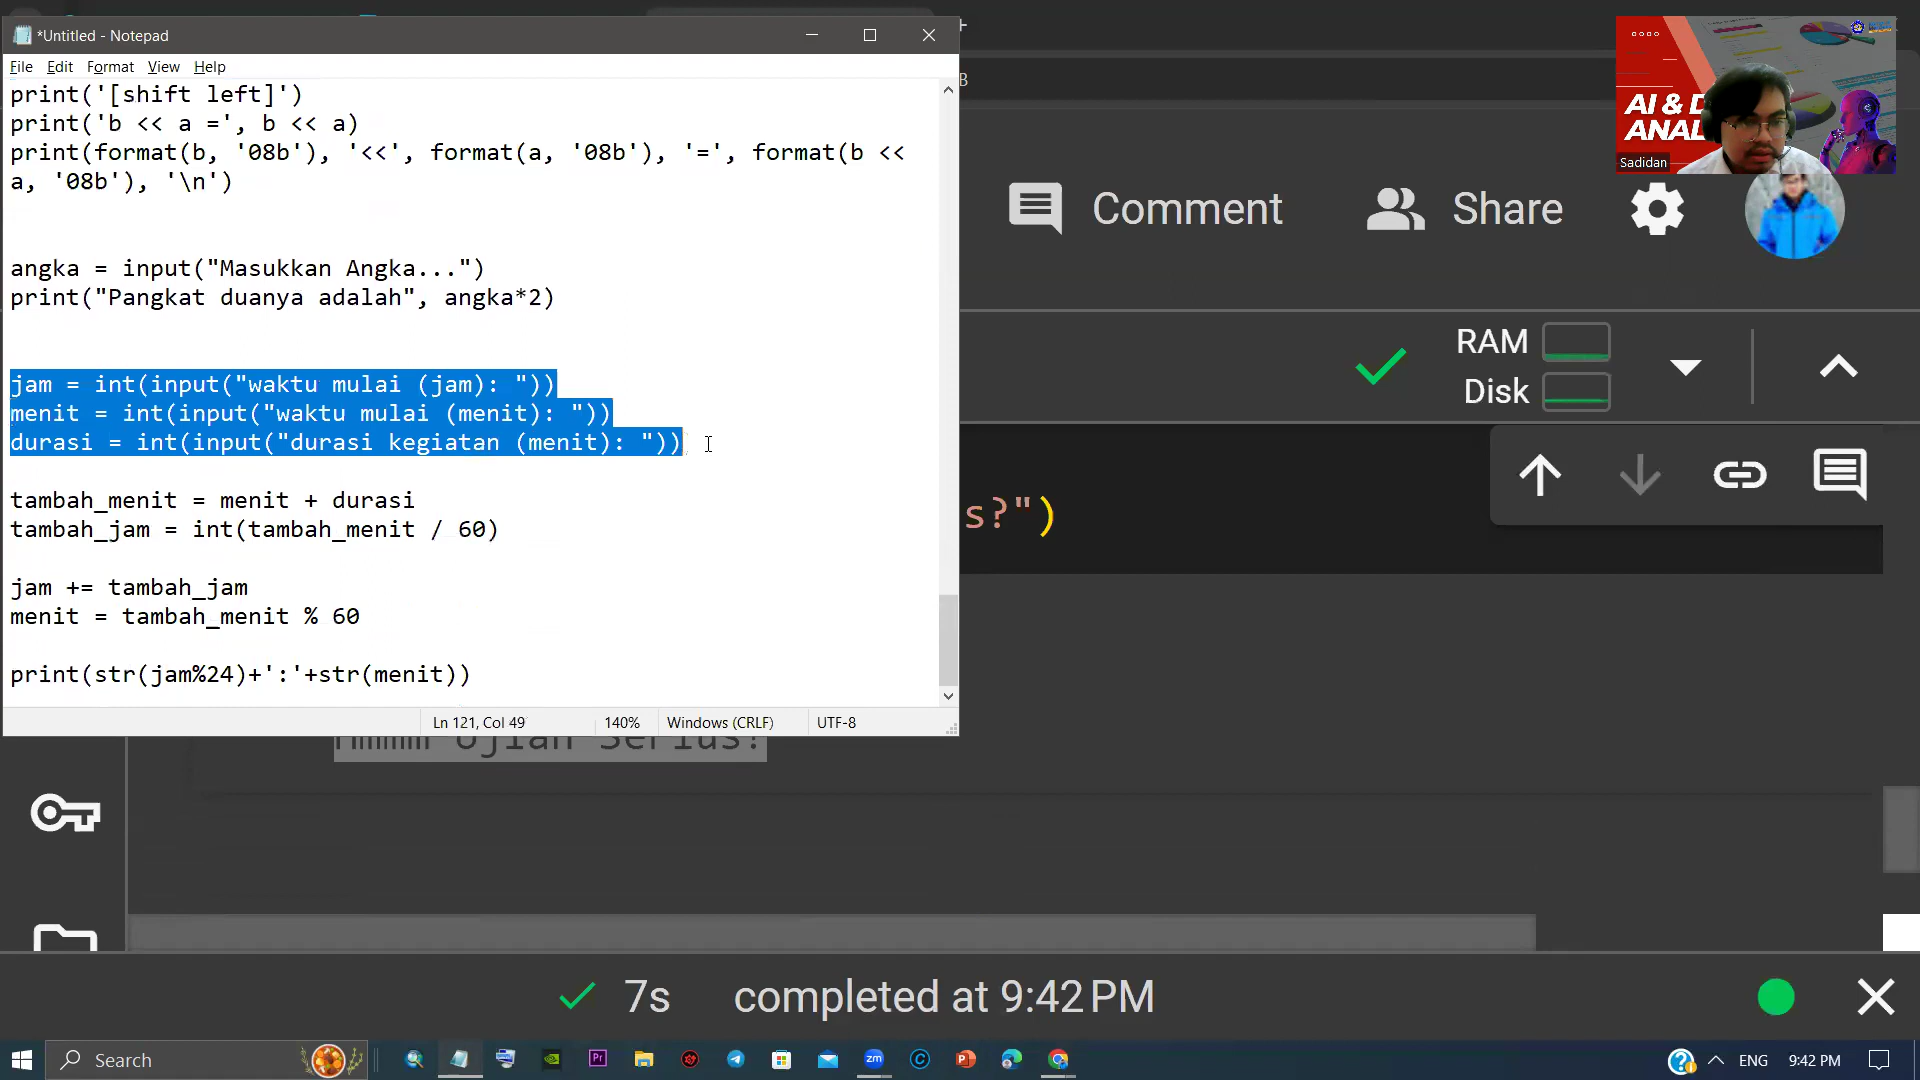 *Untitled - Notepad
File Edit Format View Help
print('[shift left]')
print('b << a =', b << a)
print(format(b, '08b'), '<<', format(a, '08b'), '=', format(b <<
a, '08b'), '\n')
angka = input("Masukkan Angka...")
print("Pangkat duanya adalah", angka*2)
jam = int(input("waktu mulai (jam): "))
menit = int(input("waktu mulai (menit): "))
durasi = int(input("durasi kegiatan (menit): "))
tambah_menit = menit + durasi
tambah_jam = int(tambah_menit / 60)
jam += tambah_jam
menit = tambah_menit % 60
print(str(jam%24)+':'+str(menit))
Ln 121, Col 49 140% Windows (CRLF) UTF-8
B
AI & D
ANAL
Sadidan
Comment Share
RAM
Disk
s?")
7s completed at 9:42 PM
Search
zm
Pr
ENG 9:42 PM